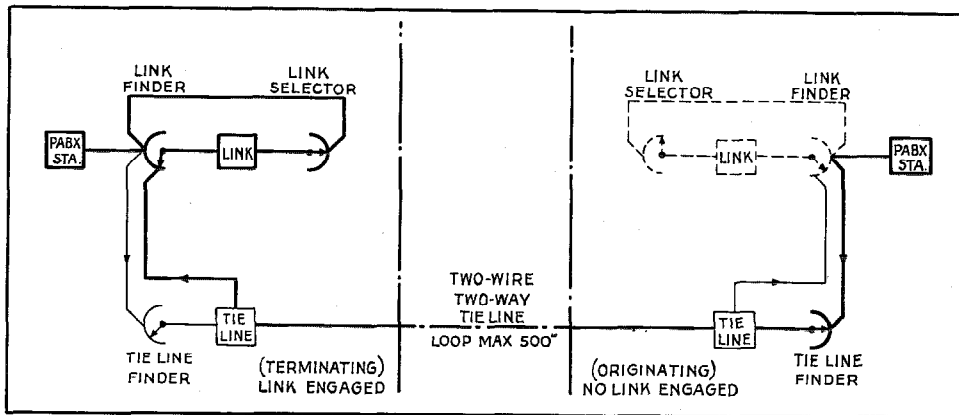 LINK
FINDER
LINK
SELECTOR
PABX
STA.
LINK
TIE
LINE
TIE LINE
FINDER
(TERMINATING)
LINK ENGAGED
TWO-WIRE
TWO-WAY
TIE LINE
LOOP MAX 500ω
LINK
SELECTOR
LINK
FINDER
LINK
PABX
STA.
TIE
LINE
(ORIGINATING)
NO LINK ENGAGED
TIE LINE
FINDER